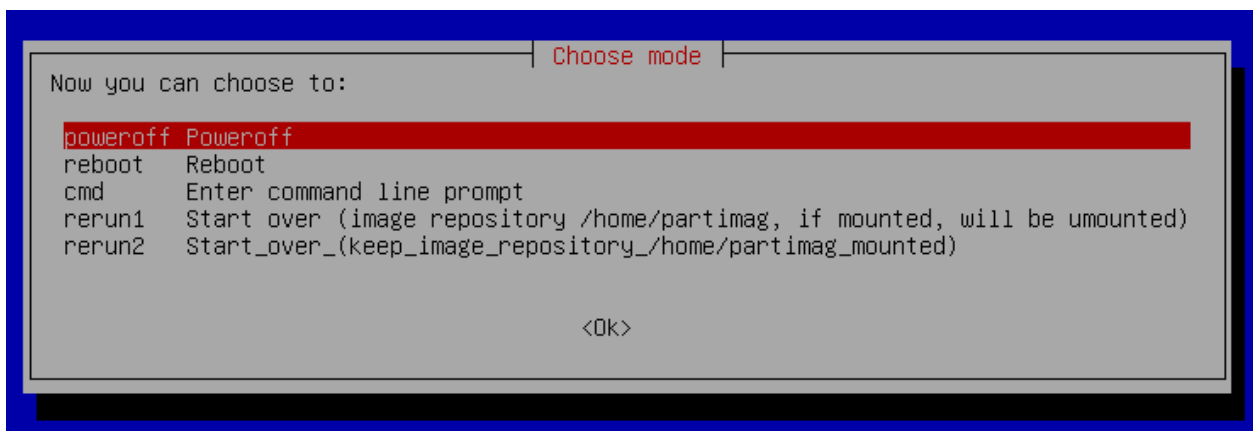 Choose mode
Now you can choose to:
poweroff Poweroff
reboot Reboot
cmd Enter command line prompt
rerun1 Start over (image repository /home/partimag, if mounted, will be umounted)
rerun2 Start_over_(keep_image_repository_/home/partimag_mounted)
<Ok>